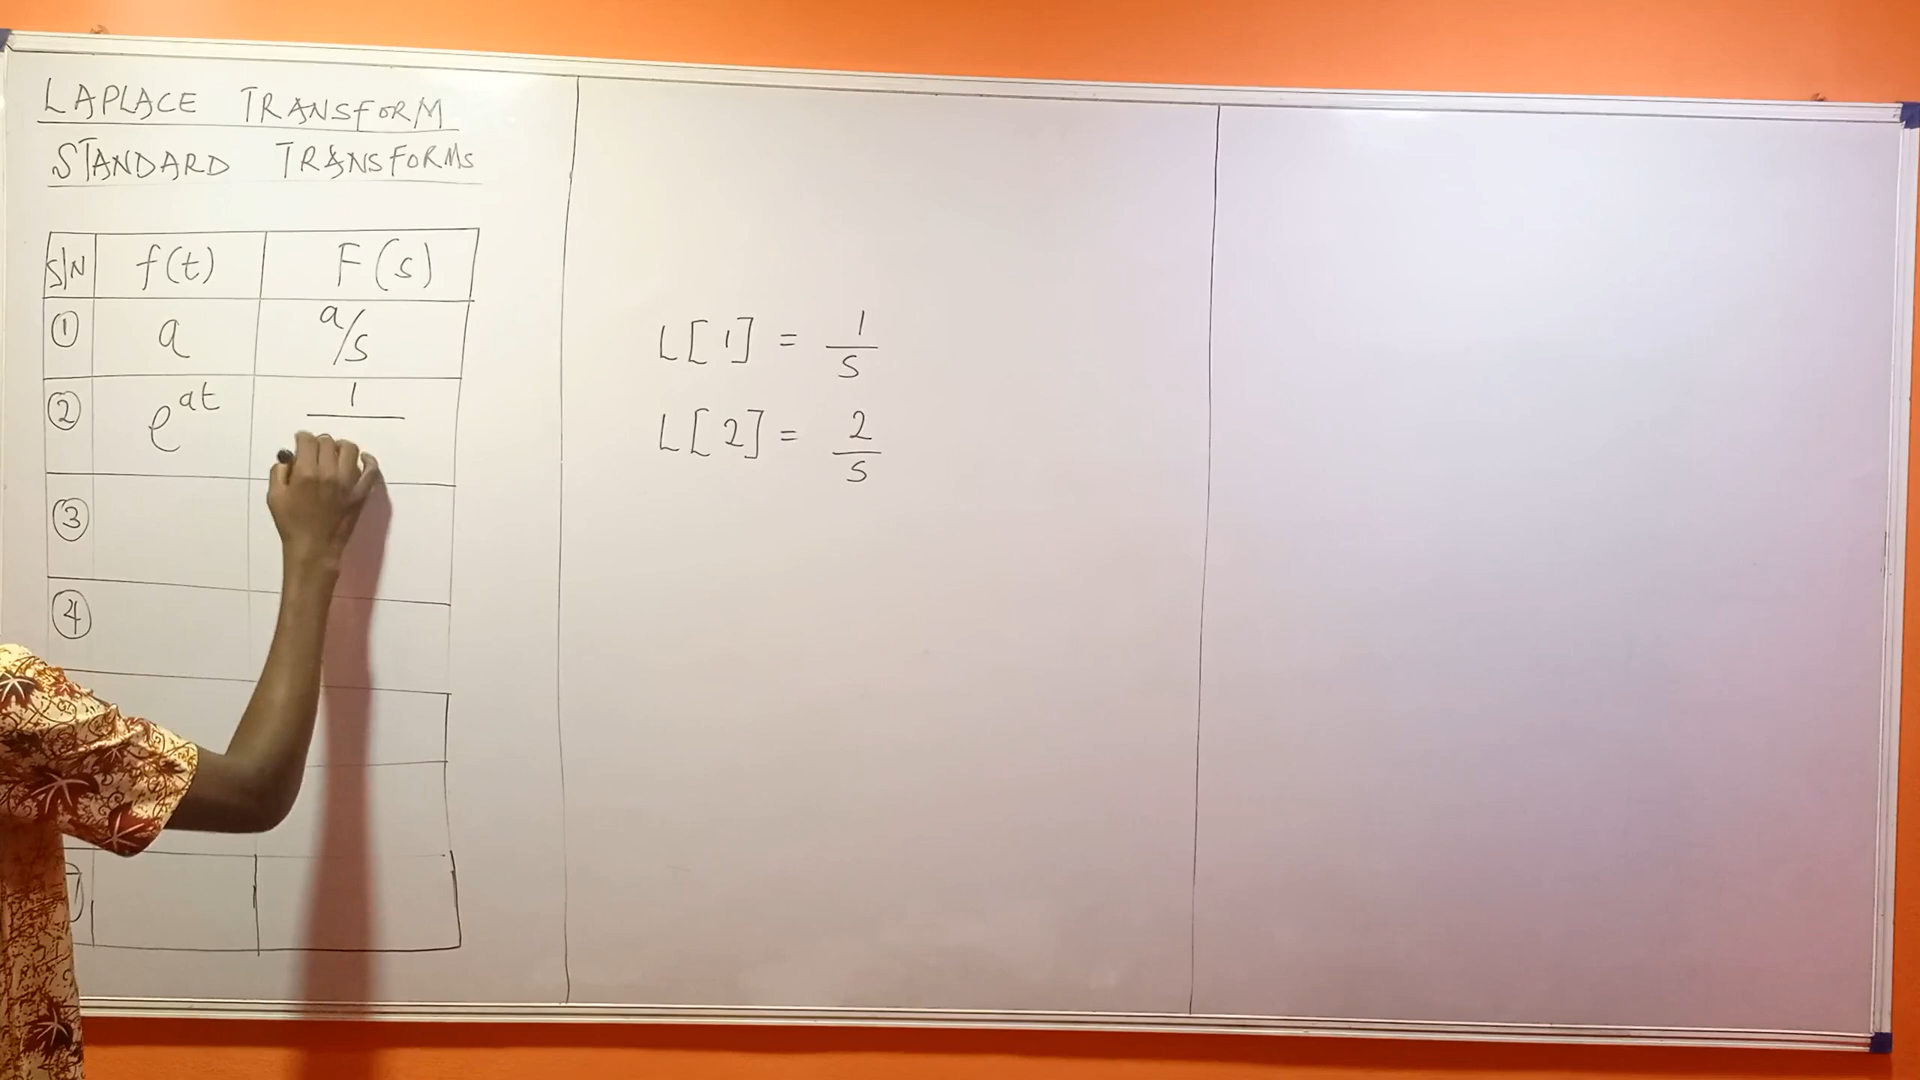 LAPLACE TRANSFORM
STANDARD TRANSFORMS
S/N f(t) F(s)
① a a/s
② e^{at} 1
③
④
L[1] = 1/s
L[2] = 2/s